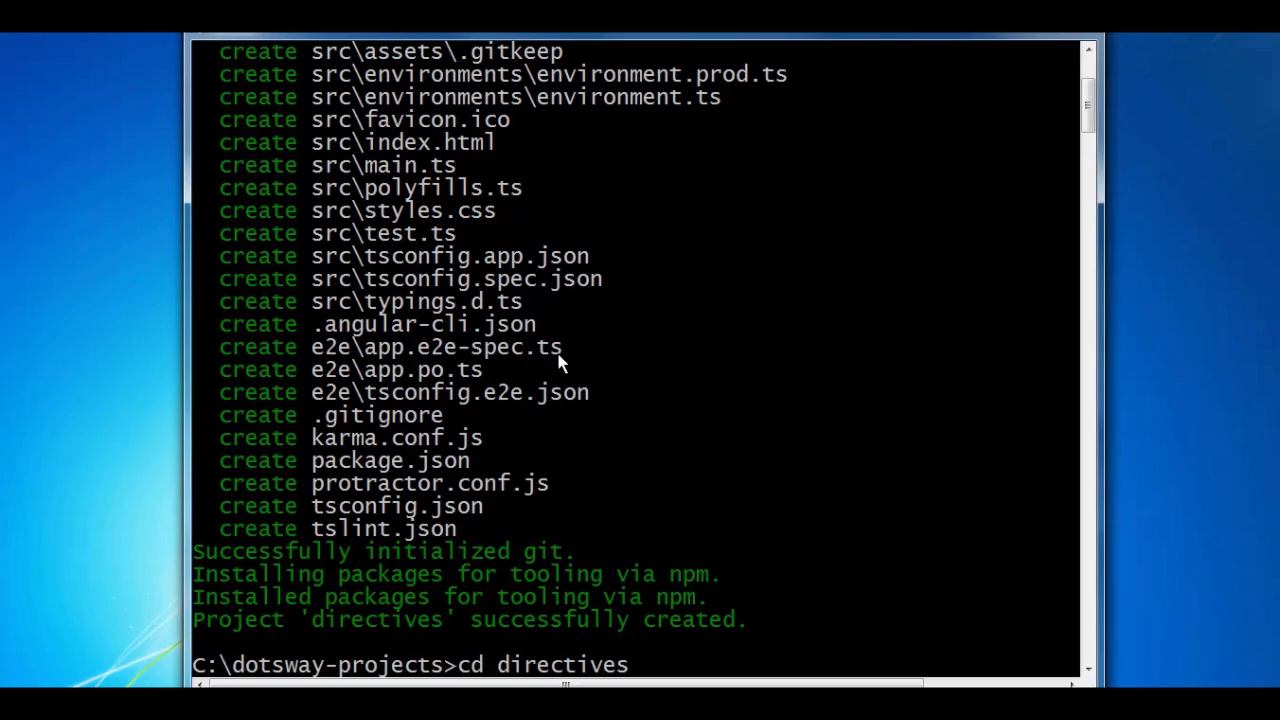 create src\assets\.gitkeep
create src\environments\environment.prod.ts
create src\environments\environment.ts
create src\favicon.ico
create src\index.html
create src\main.ts
create src\polyfills.ts
create src\styles.css
create src\test.ts
create src\tsconfig.app.json
create src\tsconfig.spec.json
create src\typings.d.ts
create .angular-cli.json
create e2e\app.e2e-spec.ts
create e2e\app.po.ts
create e2e\tsconfig.e2e.json
create .gitignore
create karma.conf.js
create package.json
create protractor.conf.js
create tsconfig.json
create tslint.json
Successfully initialized git.
Installing packages for tooling via npm.
Installed packages for tooling via npm.
Project 'directives' successfully created.
C:\dotsway-projects>cd directives